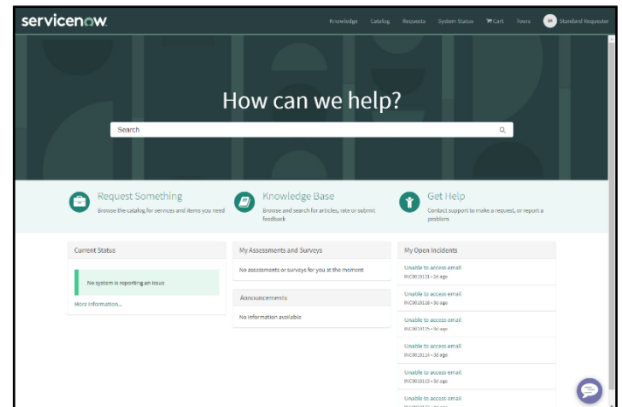 servicenow
Knowledge Catalog Requests System Status Cart Tours Standard Requester
How can we help?
Search
Request Something
Browse the catalog for services and items you need
Knowledge Base
Browse and search for articles, rate or submit
feedback
Get Help
Contact support to make a request, or report a
problem
Current Status
No system is reporting an issue
More information...
My Assessments and Surveys
No assessments or surveys for you at the moment
Announcements
No information available
My Open Incidents
Unable to access email
Unable to access email
Unable to access email
Unable to access email
Unable to access email
Unable to access email